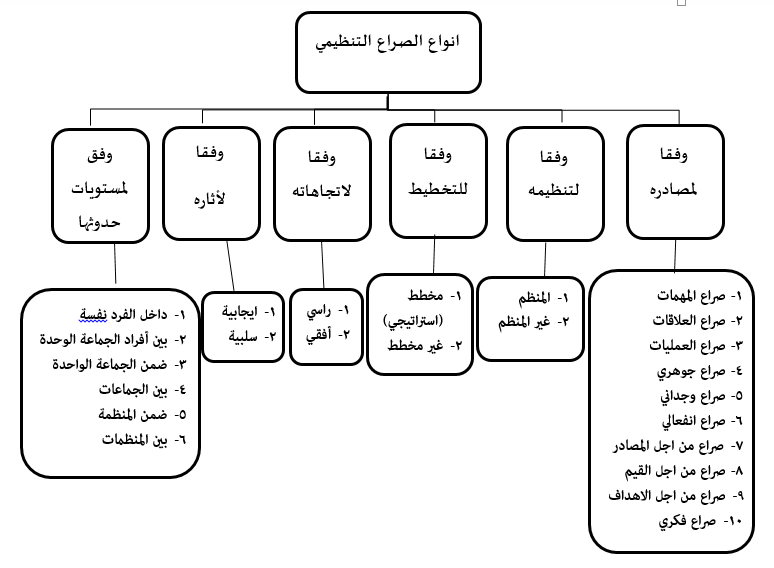 انواع الصراع التنظيمي
وفقا
لمصادره
وفقا
لتنظيمه
وفقا
للتخطيط
وفقا
لاتجاهاته
وفقا
لأثاره
وفق
لمستويات
حدوثها
١- صراع المهمات
٢- صراع العلاقات
٣- صراع العمليات
٤- صراع جوهري
٥- صراع وجداني
٦- صراع انفعالي
٧- صراع من اجل المصادر
٨- صراع من اجل القيم
٩- صراع من اجل الاهداف
١٠- صراع فكري
١- المنظم
٢- غير المنظم
١- مخطط
(استراتيجي)
٢- غير مخطط
١- راسي
٢- أفقي
١- ايجابية
٢- سلبية
١- داخل الفرد نفسة
٢- بين أفراد الجماعة الوحدة
٣- ضمن الجماعة الواحدة
٤- بين الجماعات
٥- ضمن المنظمة
٦- بين المنظمات